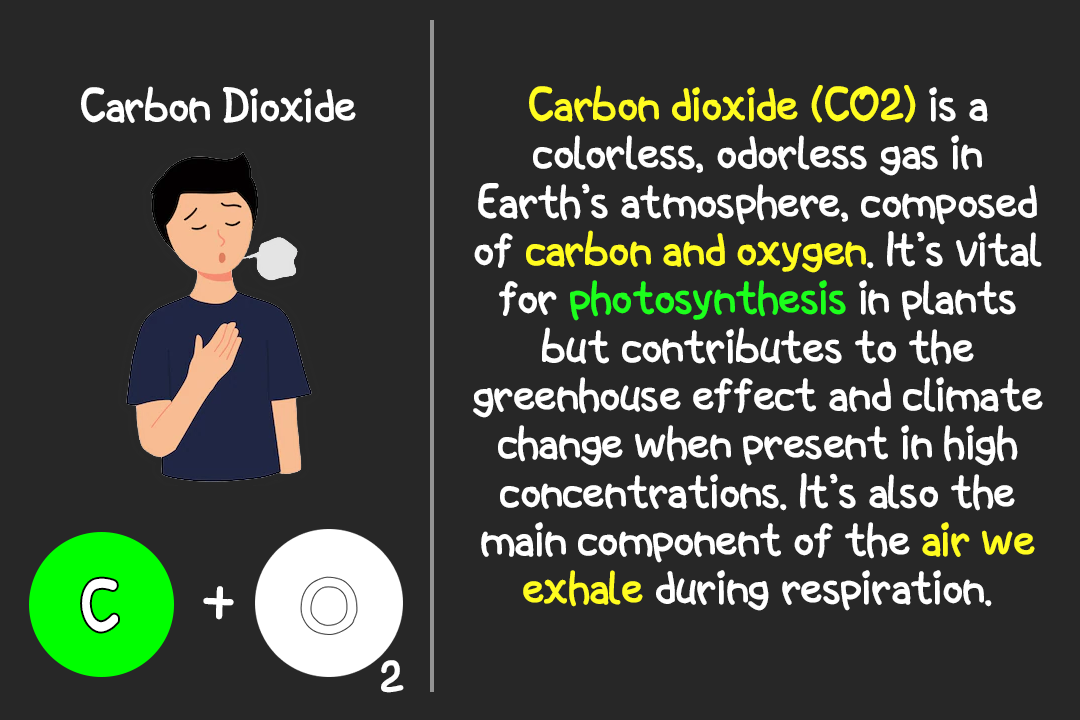 Carbon Dioxide
C + O 2
Carbon dioxide (CO2) is a
colorless, odorless gas in
Earth's atmosphere, composed
of carbon and oxygen. It's vital
for photosynthesis in plants
but contributes to the
greenhouse effect and climate
change when present in high
concentrations. It's also the
main component of the air we
exhale during respiration.